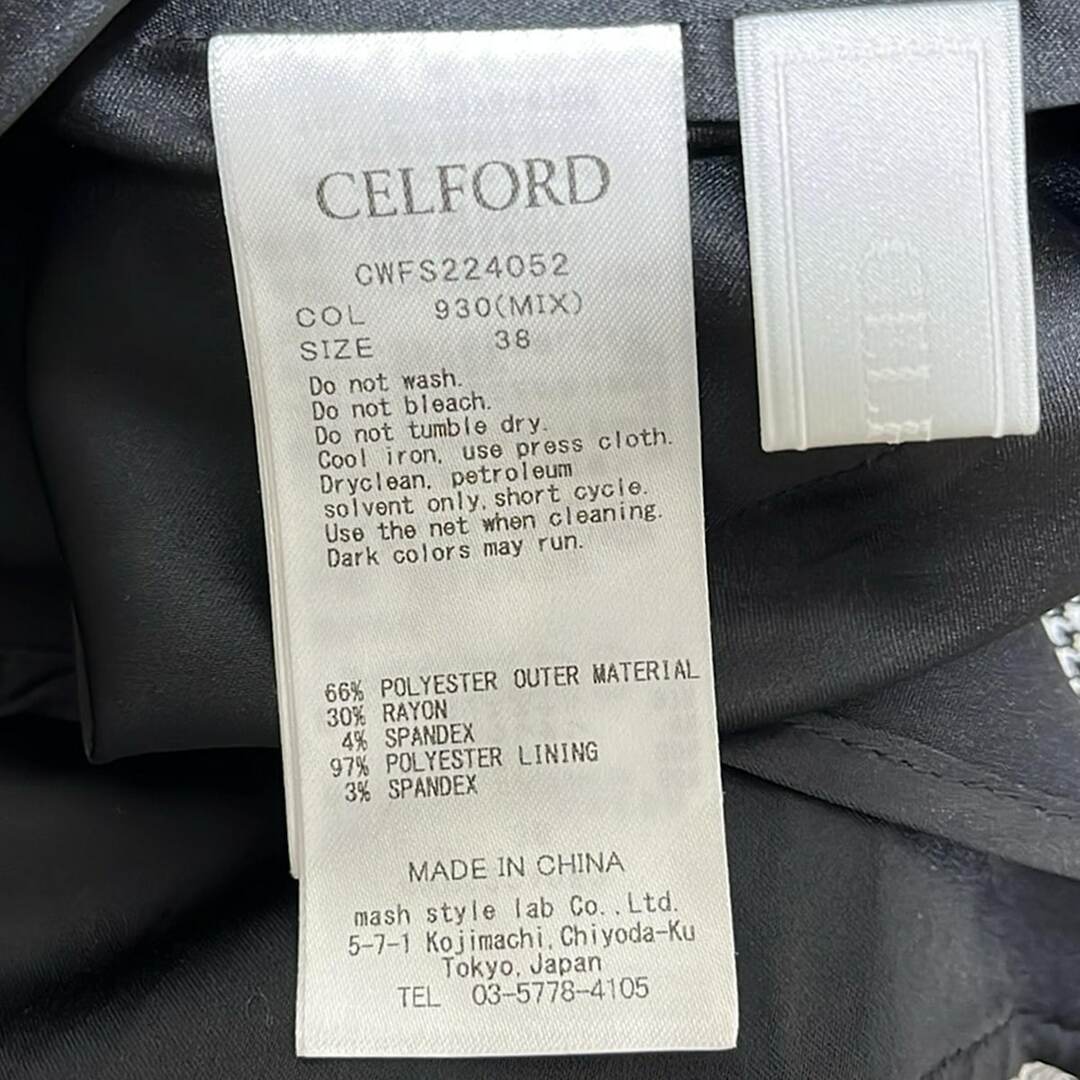 CELFORD
CWFS224052
COL 930(MIX)
SIZE 38
Do not wash.
Do not bleach.
Do not tumble dry.
Cool iron, use press cloth.
Dryclean, petroleum
solvent only, short cycle.
Use the net when cleaning.
Dark colors may run.
66% POLYESTER OUTER MATERIAL
30% RAYON
4% SPANDEX
97% POLYESTER LINING
3% SPANDEX
MADE IN CHINA
mash style lab Co., Ltd.
5-7-1 Kojimachi, Chiyoda-Ku
Tokyo, Japan
TEL 03-5778-4105